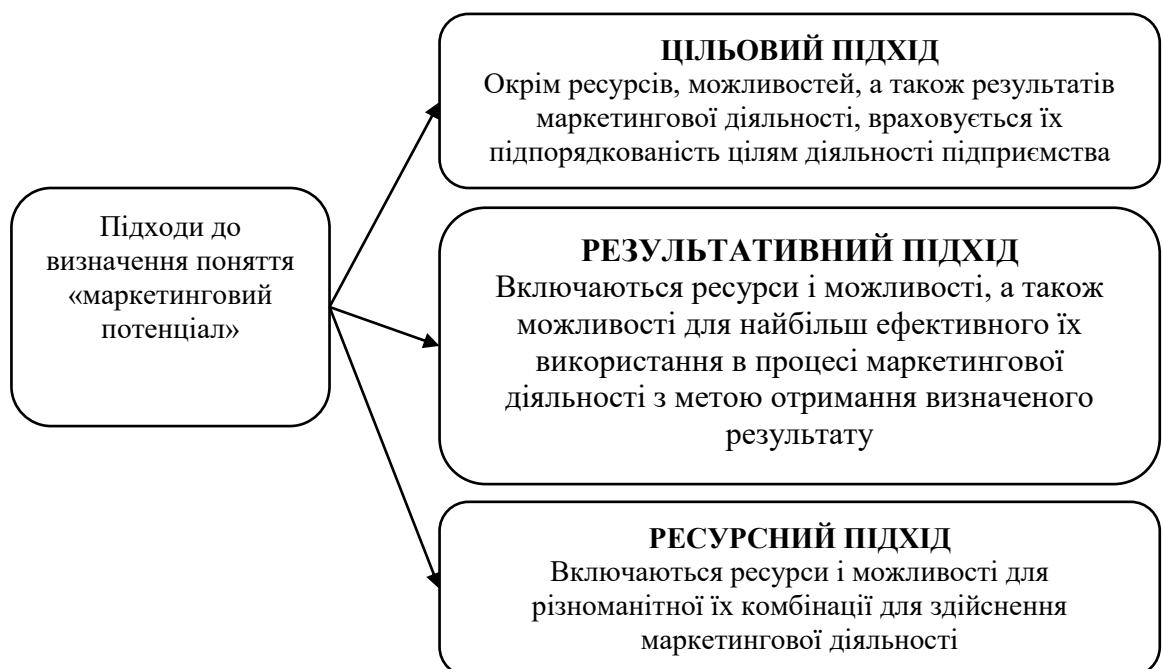 Підходи до
визначення поняття
«маркетинговий
потенціал»
ЦІЛЬОВИЙ ПІДХІД
Окрім ресурсів, можливостей, а також результатів
маркетингової діяльності, враховується їх
підпорядкованість цілям діяльності підприємства
РЕЗУЛЬТАТИВНИЙ ПІДХІД
Включаються ресурси і можливості, а також
можливості для найбільш ефективного їх
використання в процесі маркетингової
діяльності з метою отримання визначеного
результату
РЕСУРСНИЙ ПІДХІД
Включаються ресурси і можливості для
різноманітної їх комбінації для здійснення
маркетингової діяльності